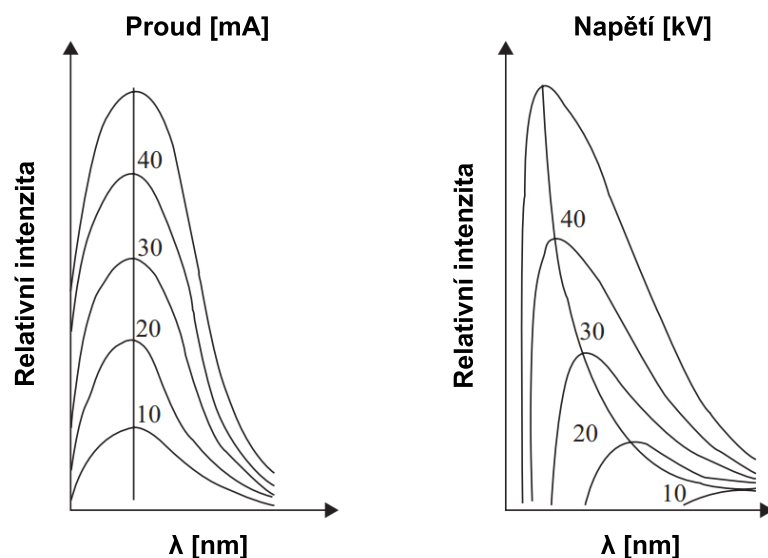 Proud [mA]
Relativní intenzita
40
30
20
10
λ [nm]
Napětí [kV]
Relativní intenzita
40
30
20
10
λ [nm]